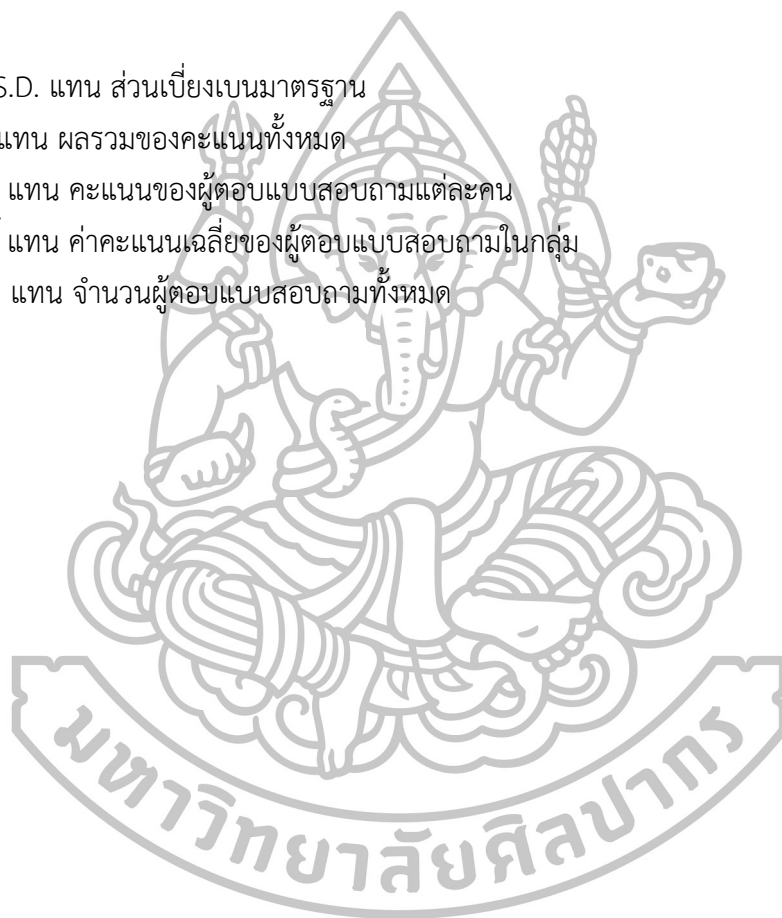 S.D. แทน ส่วนเบี่ยงเบนมาตรฐาน
แทน ผลรวมของคะแนนทั้งหมด
แทน คะแนนของผู้ตอบแบบสอบถามแต่ละคน
แทน ค่าคะแนนเฉลี่ยของผู้ตอบแบบสอบถามในกลุ่ม
แทน จำนวนผู้ตอบแบบสอบถามทั้งหมด
มหาวิทยาลัยศิลปากร